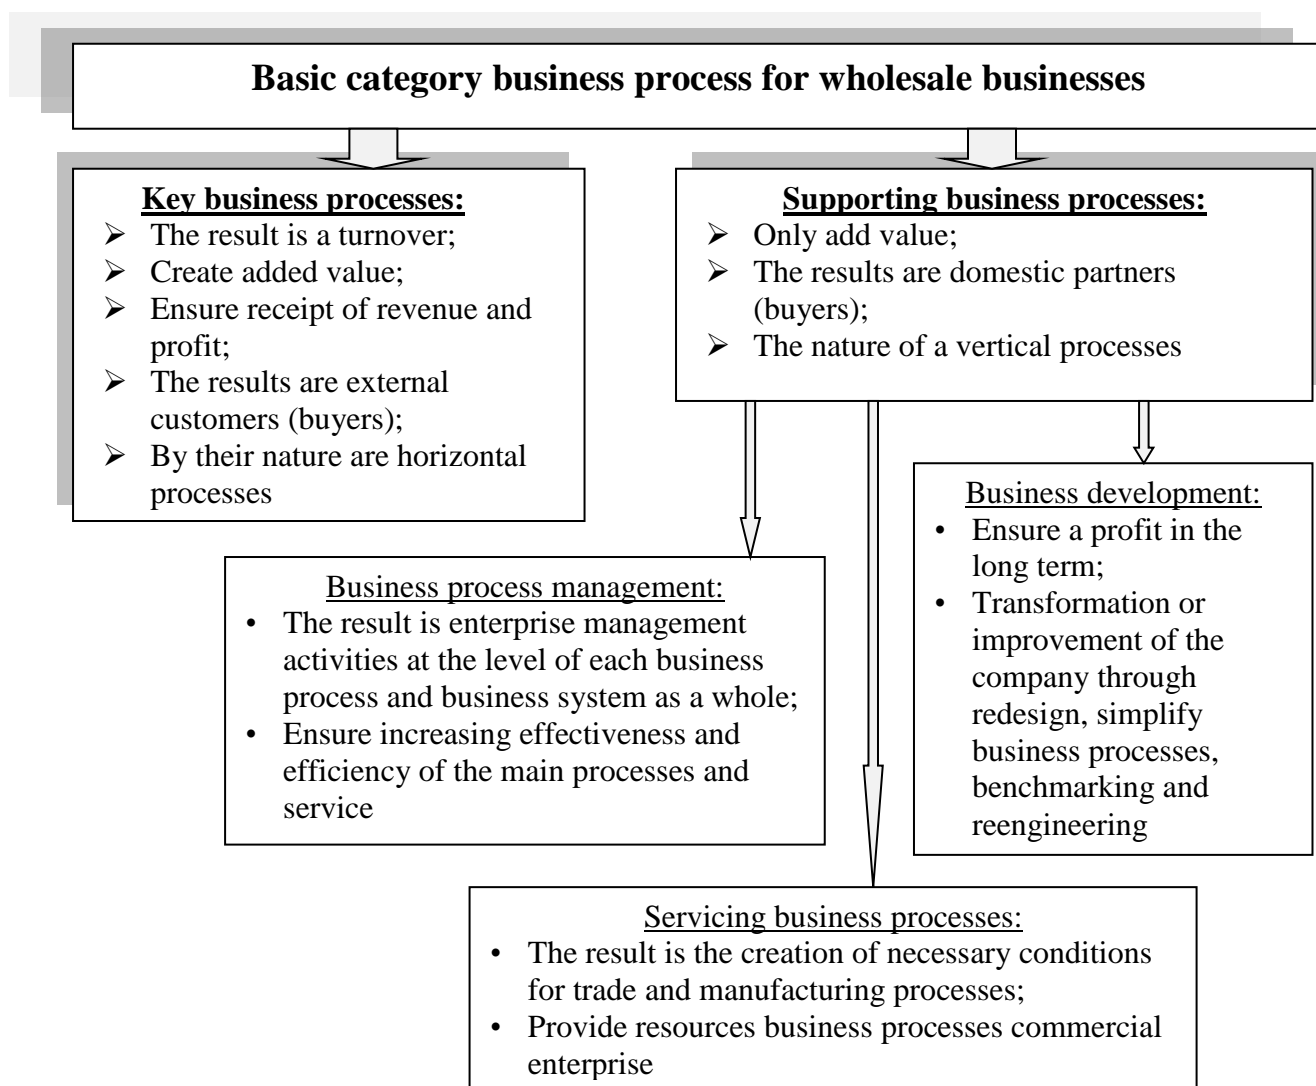 Basic category business process for wholesale businesses
Key business processes:
➢ The result is a turnover;
➢ Create added value;
➢ Ensure receipt of revenue and
profit;
➢ The results are external
customers (buyers);
➢ By their nature are horizontal
processes
Supporting business processes:
➢ Only add value;
➢ The results are domestic partners
(buyers);
➢ The nature of a vertical processes
Business process management:
• The result is enterprise management
activities at the level of each business
process and business system as a whole;
• Ensure increasing effectiveness and
efficiency of the main processes and
service
Business development:
• Ensure a profit in the
long term;
• Transformation or
improvement of the
company through
redesign, simplify
business processes,
benchmarking and
reengineering
Servicing business processes:
• The result is the creation of necessary conditions
for trade and manufacturing processes;
• Provide resources business processes commercial
enterprise